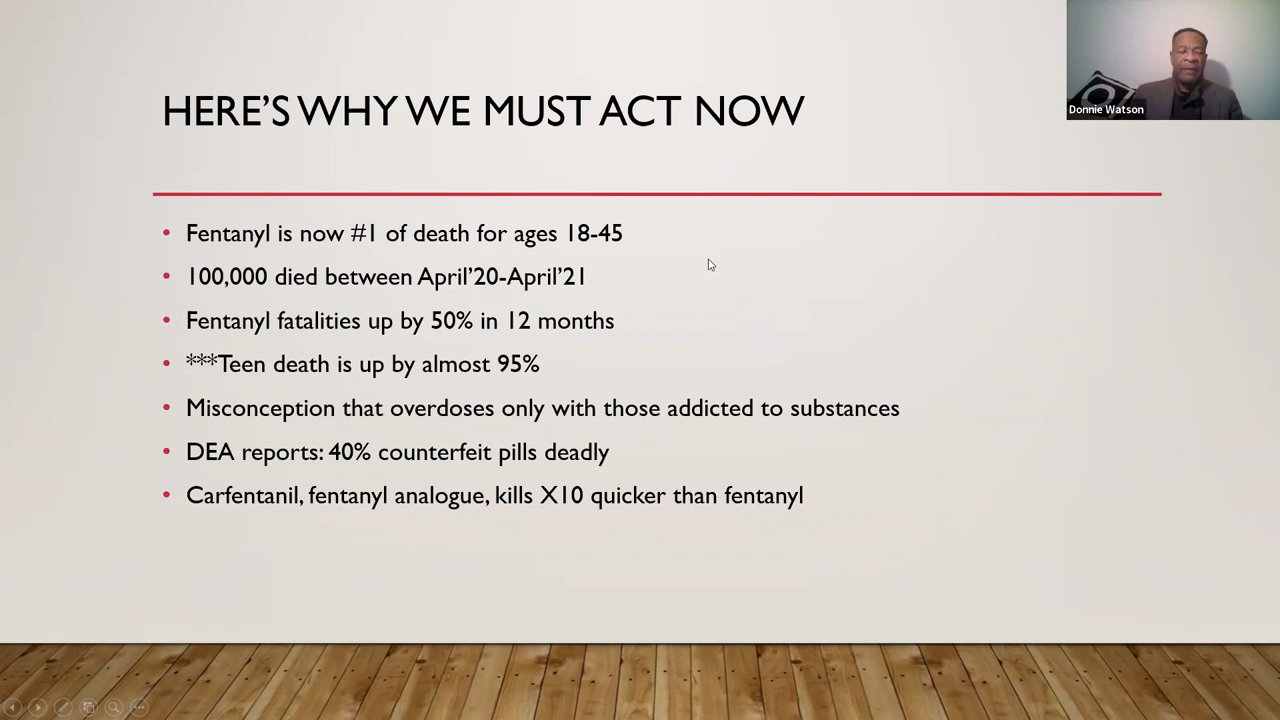 Donnie Watson
HERE'S WHY WE MUST ACT NOW
• Fentanyl is now #1 of death for ages 18-45
• 100,000 died between April'20-April'21
• Fentanyl fatalities up by 50% in 12 months
• ***Teen death is up by almost 95%
• Misconception that overdoses only with those addicted to substances
• DEA reports: 40% counterfeit pills deadly
• Carfentanil, fentanyl analogue, kills X10 quicker than fentanyl